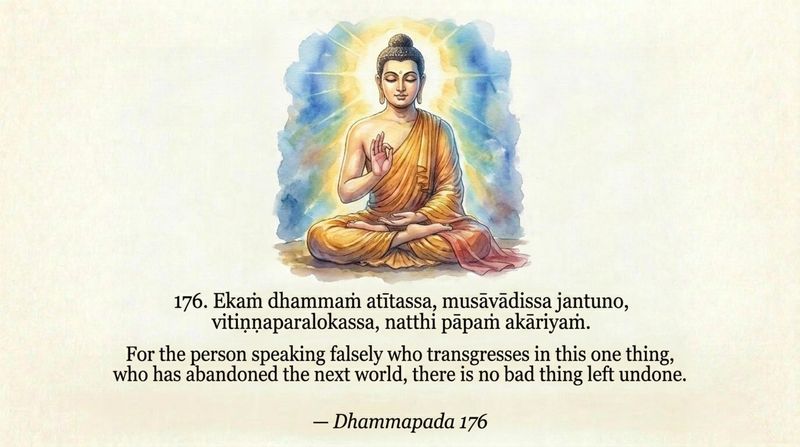 176. Ekaṁ dhammaṁ atītassa, musāvādissa jantuno,
vitiṇṇaparalokassa, natthi pāpaṁ akāriyaṁ.
For the person speaking falsely who transgresses in this one thing,
who has abandoned the next world, there is no bad thing left undone.
— Dhammapada 176